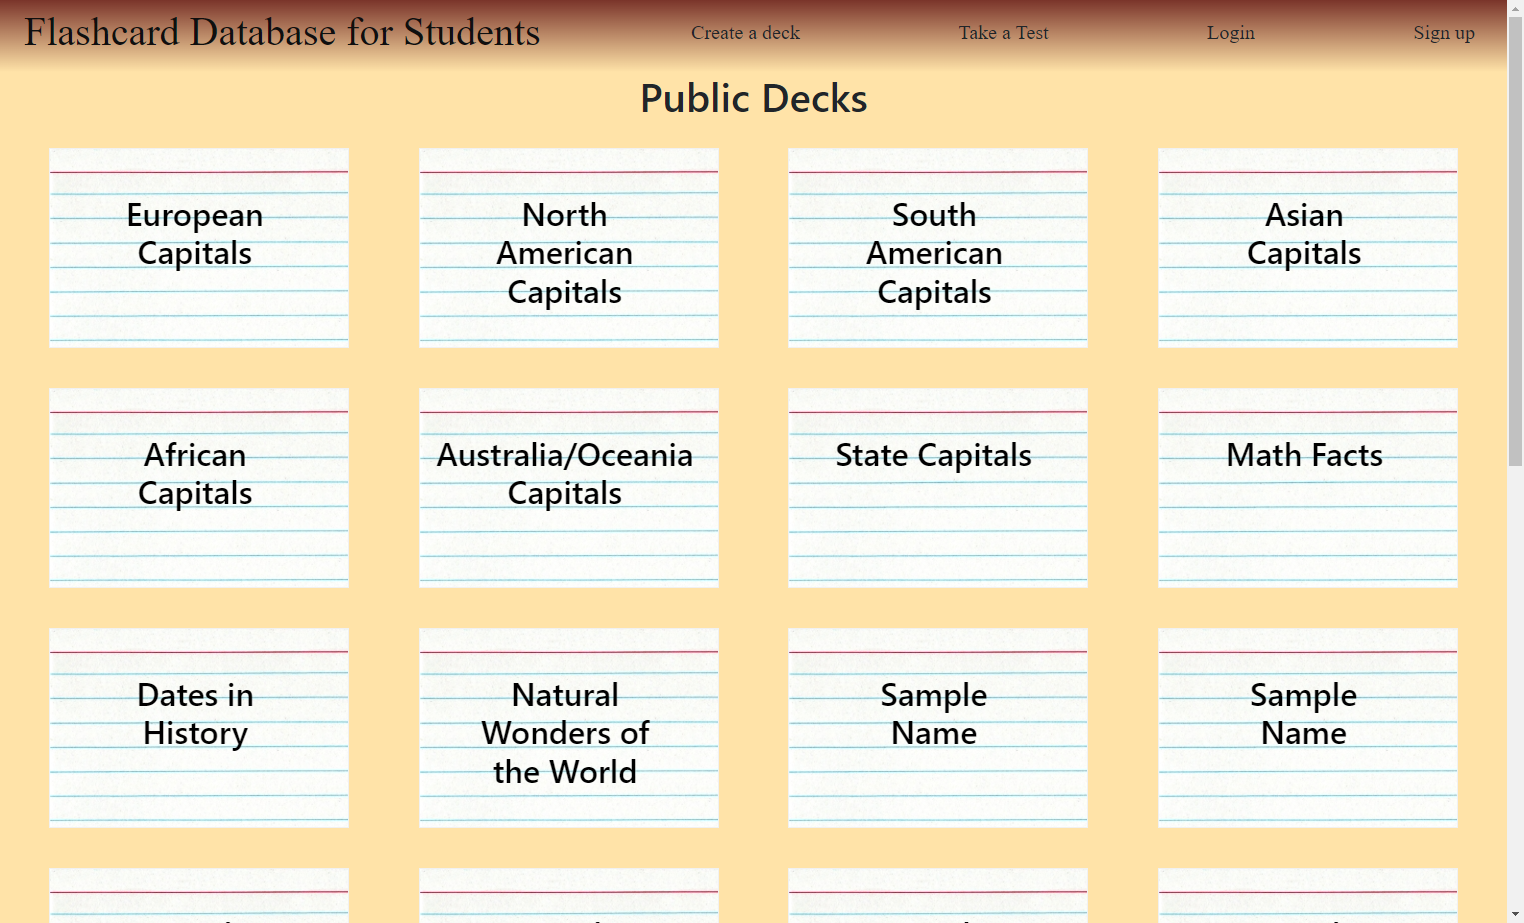 Flashcard Database for Students
Create a deck
Take a Test
Login
Sign up
Public Decks
European
Capitals
North
American
Capitals
South
American
Capitals
Asian
Capitals
African
Capitals
Australia/Oceania
Capitals
State Capitals
Math Facts
Dates in
History
Natural
Wonders of
the World
Sample
Name
Sample
Name